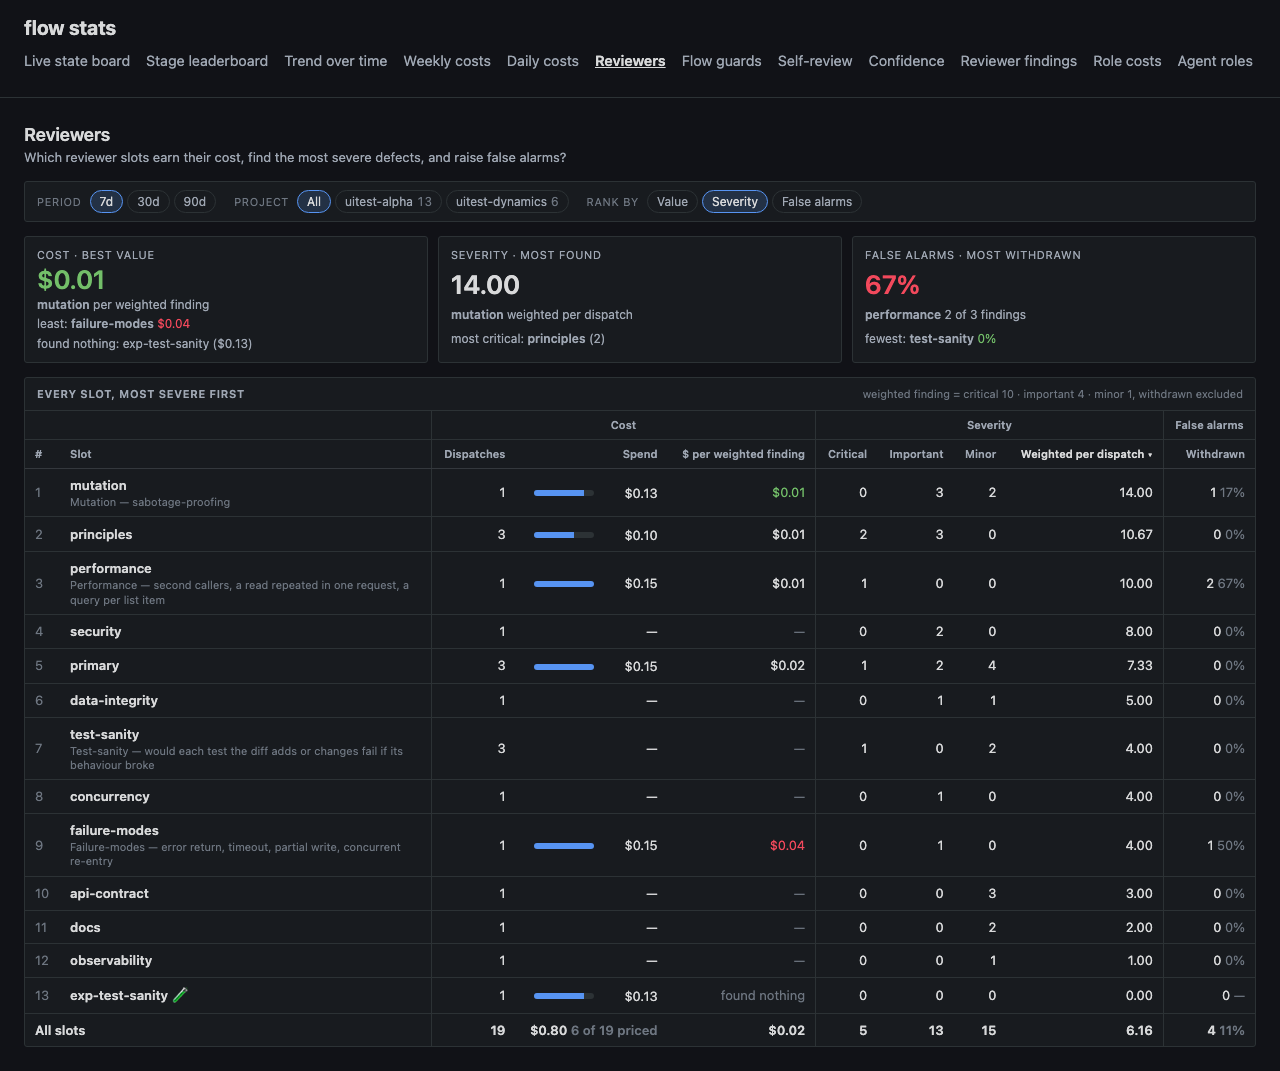 flow stats
Live state board Stage leaderboard Trend over time Weekly costs Daily costs Reviewers Flow guards Self-review Confidence Reviewer findings Role costs Agent roles
Reviewers
Which reviewer slots earn their cost, find the most severe defects, and raise false alarms?
PERIOD 7d 30d 90d PROJECT All uitest-alpha 13 uitest-dynamics 6 RANK BY Value Severity False alarms
COST · BEST VALUE
$0.01
mutation per weighted finding
least: failure-modes $0.04
found nothing: exp-test-sanity ($0.13)
SEVERITY · MOST FOUND
14.00
mutation weighted per dispatch
most critical: principles (2)
FALSE ALARMS · MOST WITHDRAWN
67%
performance 2 of 3 findings
fewest: test-sanity 0%
EVERY SLOT, MOST SEVERE FIRST weighted finding = critical 10 · important 4 · minor 1, withdrawn excluded
Cost Severity False alarms
# Slot Dispatches Spend $ per weighted finding Critical Important Minor Weighted per dispatch ▾ Withdrawn
1 mutation 1 $0.13 $0.01 0 3 2 14.00 1 17%
Mutation — sabotage-proofing
2 principles 3 $0.10 $0.01 2 3 0 10.67 0 0%
3 performance 1 $0.15 $0.01 1 0 0 10.00 2 67%
Performance — second callers, a read repeated in one request, a
query per list item
4 security 1 — — 0 2 0 8.00 0 0%
5 primary 3 $0.15 $0.02 1 2 4 7.33 0 0%
6 data-integrity 1 — — 0 1 1 5.00 0 0%
7 test-sanity 3 — — 1 0 2 4.00 0 0%
Test-sanity — would each test the diff adds or changes fail if its
behaviour broke
8 concurrency 1 — — 0 1 0 4.00 0 0%
9 failure-modes 1 $0.15 $0.04 0 1 0 4.00 1 50%
Failure-modes — error return, timeout, partial write, concurrent
re-entry
10 api-contract 1 — — 0 0 3 3.00 0 0%
11 docs 1 — — 0 0 2 2.00 0 0%
12 observability 1 — — 0 0 1 1.00 0 0%
13 exp-test-sanity 1 $0.13 found nothing 0 0 0 0.00 0 —
All slots 19 $0.80 6 of 19 priced $0.02 5 13 15 6.16 4 11%